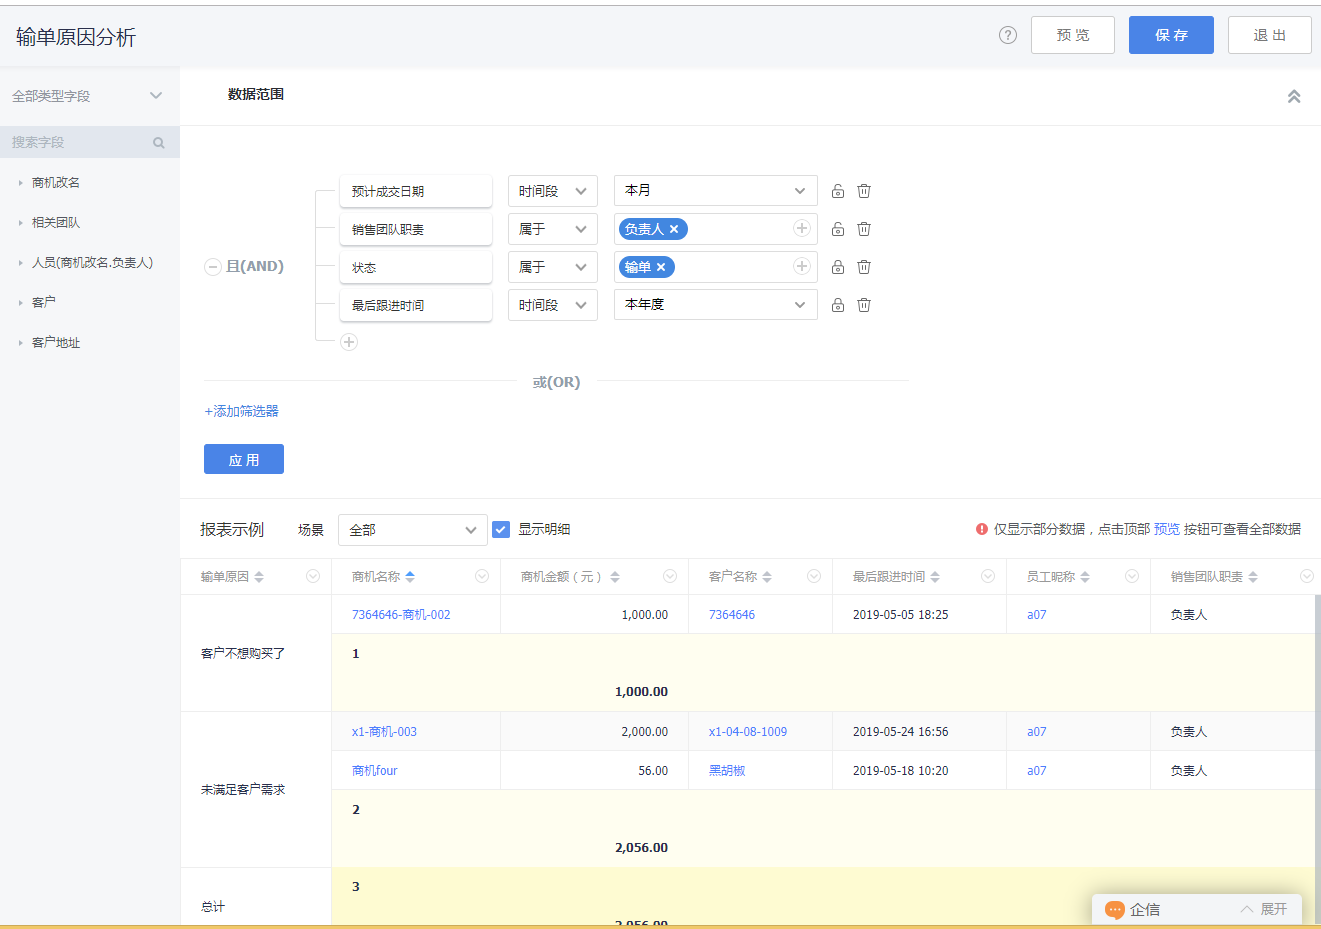 输单原因分析
? 预览 保存 退出
全部类型字段
数据范围
搜索字段
商机改名
相关团队
人员(商机改名.负责人)
客户
客户地址
预计成交日期 时间段 本月
销售团队职责 属于 负责人 ×
且(AND)
状态 属于 输单 ×
最后跟进时间 时间段 本年度
或(OR)
+添加筛选器
应用
报表示例 场景 全部 显示明细 仅显示部分数据，点击顶部 预览 按钮可查看全部数据
输单原因 商机名称 商机金额（元） 客户名称 最后跟进时间 员工昵称 销售团队职责
7364646-商机-002 1,000.00 7364646 2019-05-05 18:25 a07 负责人
客户不想购买了 1
1,000.00
x1-商机-003 2,000.00 x1-04-08-1009 2019-05-24 16:56 a07 负责人
商机four 56.00 黑胡椒 2019-05-18 10:20 a07 负责人
未满足客户需求
2
2,056.00
3
总计
企信 展开